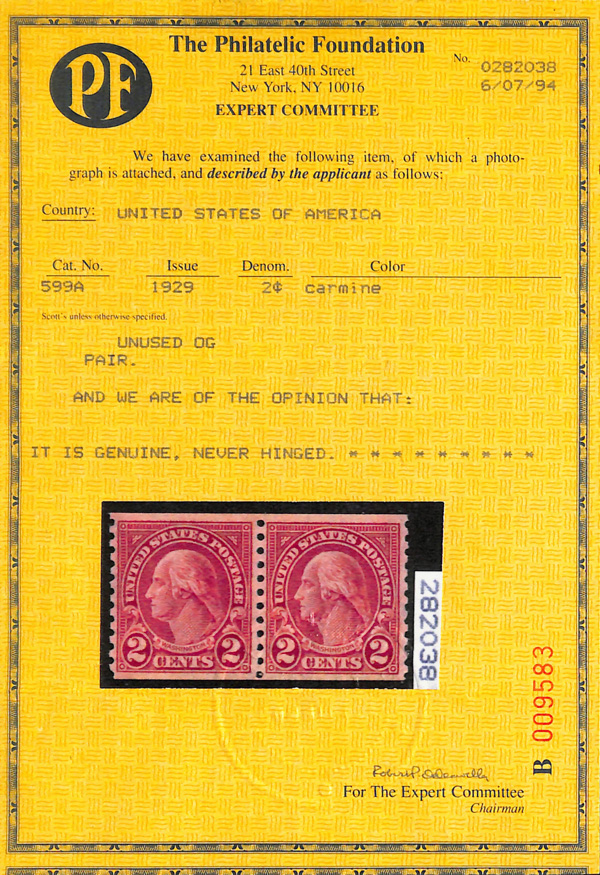 PF
The Philatelic Foundation
21 East 40th Street
New York, NY 10016
EXPERT COMMITTEE
No. 0282038
6/07/94
We have examined the following item, of which a photo-
graph is attached, and described by the applicant as follows:
Country: UNITED STATES OF AMERICA
Cat. No. Issue Denom. Color
599A 1929 2¢ carmine
Scott's unless otherwise specified.
UNUSED OG
PAIR.
AND WE ARE OF THE OPINION THAT:
IT IS GENUINE, NEVER HINGED. * * * * * * * * *
UNITED STATES POSTAGE
WASHINGTON
2 CENTS 2
UNITED STATES POSTAGE
WASHINGTON
2 CENTS 2
282038
B 009583
For The Expert Committee
Chairman